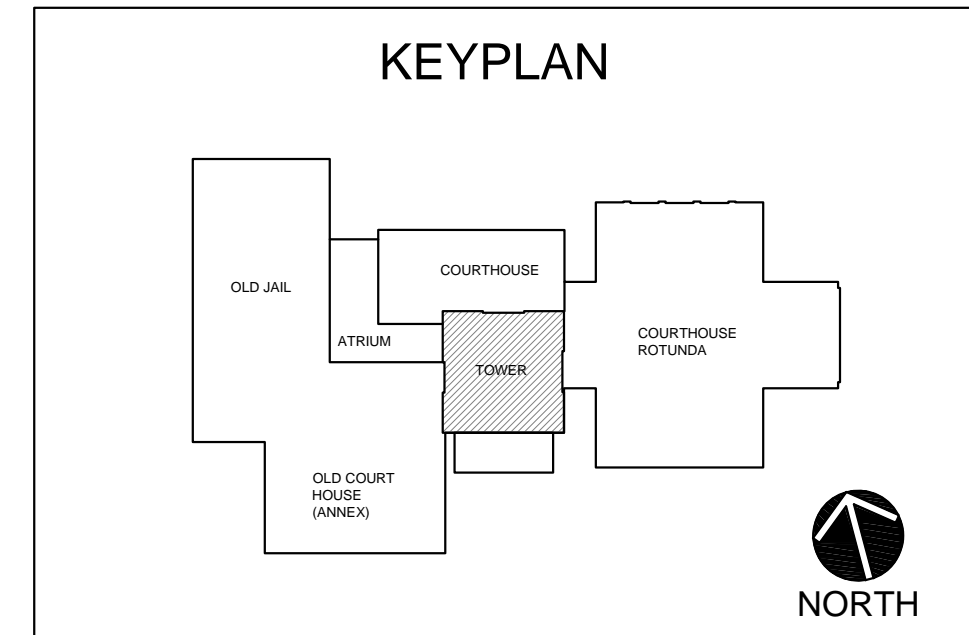 KEYPLAN
OLD JAIL
COURTHOUSE
ATRIUM
TOWER
COURTHOUSE
ROTUNDA
OLD COURT
HOUSE
(ANNEX)
NORTH